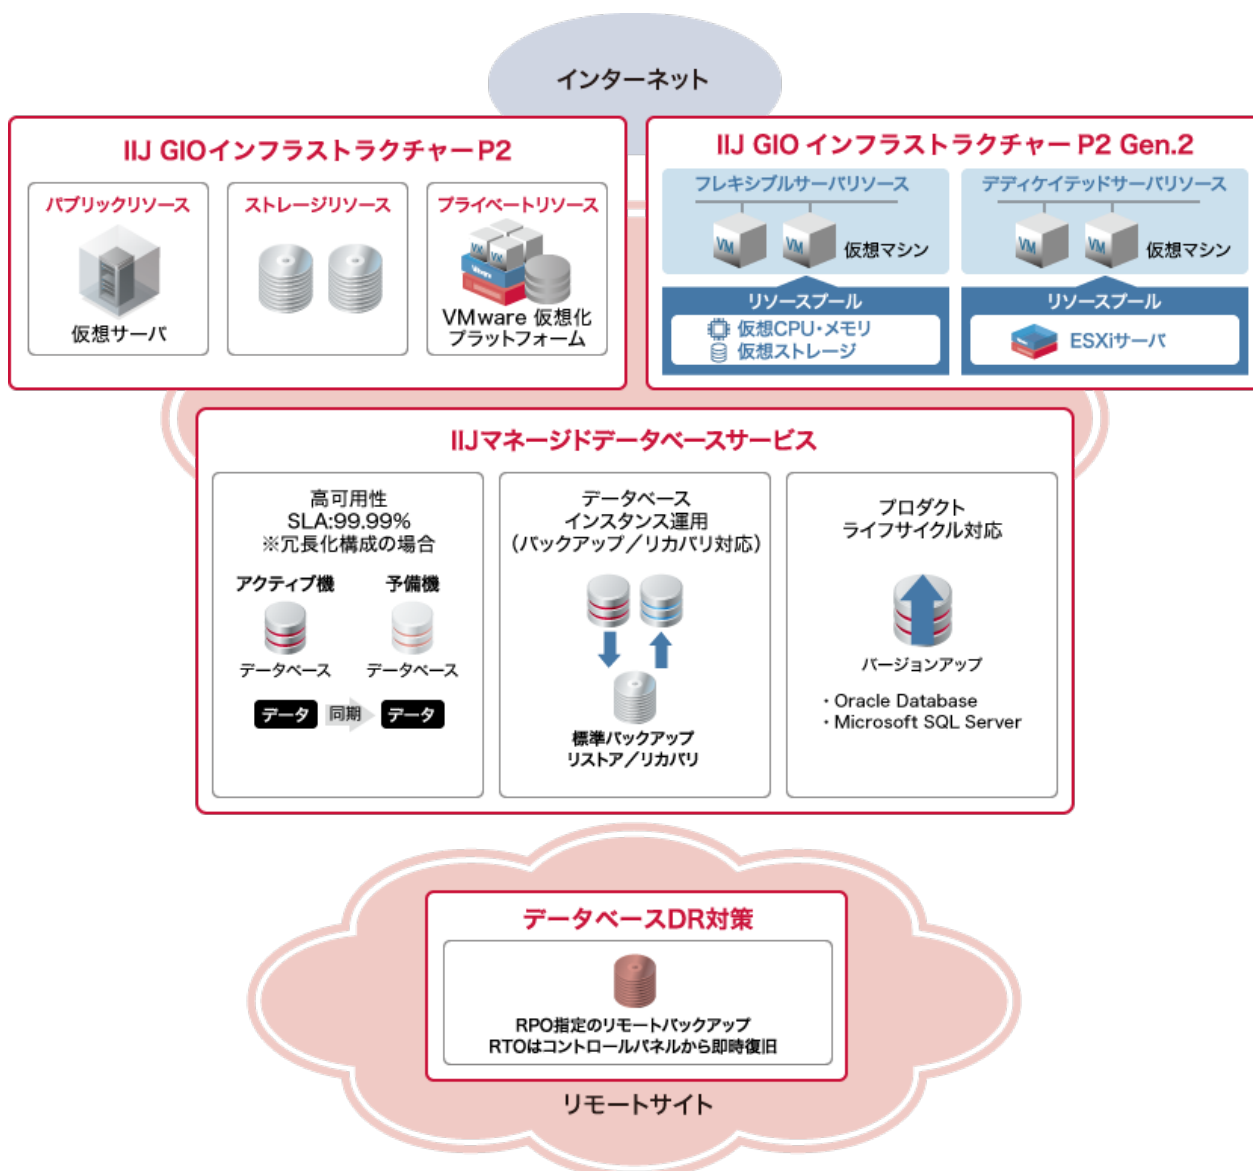 インターネット
IIJ GIOインフラストラクチャーP2
パブリックリソース
仮想サーバ
ストレージリソース
プライベートリソース
VM
VM
VMware
VMware 仮想化
プラットフォーム
IIJ GIO インフラストラクチャー P2 Gen.2
フレキシブルサーバリソース
VM
VM
仮想マシン
リソースプール
仮想CPU・メモリ
仮想ストレージ
デディケイテッドサーバリソース
VM
VM
仮想マシン
リソースプール
ESXiサーバ
IIJマネージドデータベースサービス
高可用性
SLA:99.99%
※冗長化構成の場合
アクティブ機
予備機
データベース
データベース
データ
同期
データ
データベース
インスタンス運用
（バックアップ／リカバリ対応）
標準バックアップ
リストア／リカバリ
プロダクト
ライフサイクル対応
バージョンアップ
・Oracle Database
・Microsoft SQL Server
データベースDR対策
RPO指定のリモートバックアップ
RTOはコントロールパネルから即時復旧
リモートサイト